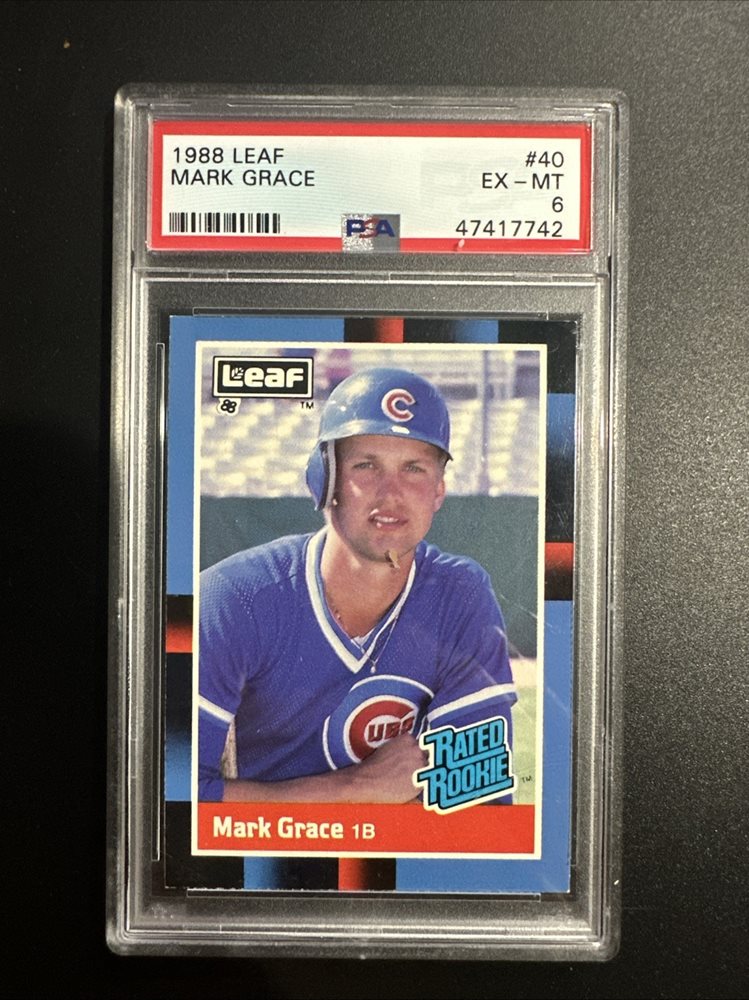 1988 LEAF #40
MARK GRACE EX-MT
6
PSA 47417742
Leaf
88 TM
C
CUBS
RATED
ROOKIE TM
Mark Grace 1B